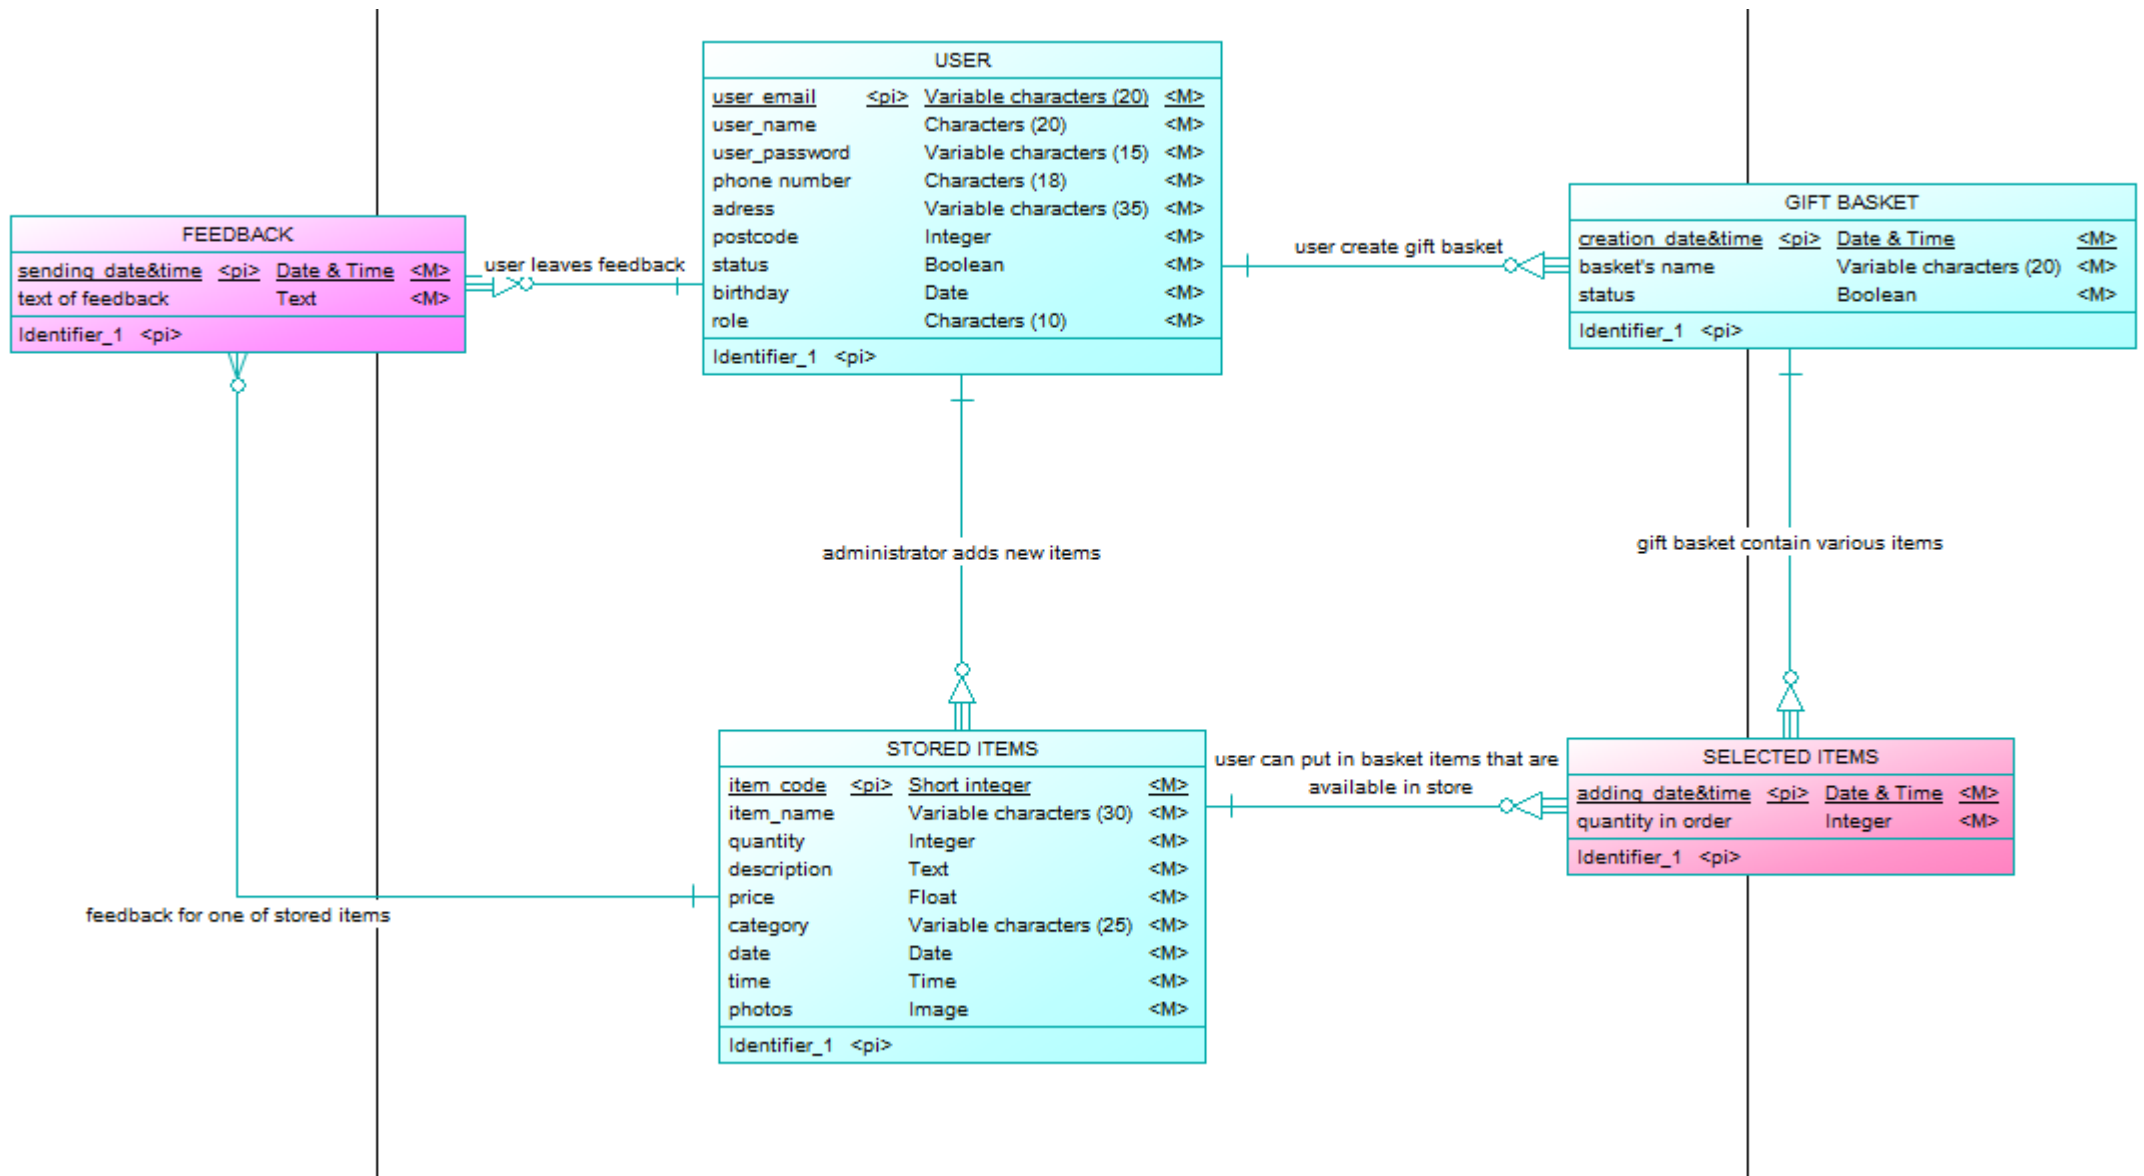 USER
user_email <pi> Variable characters (20) <M>
user_name Characters (20) <M>
user_password Variable characters (15) <M>
phone number Characters (18) <M>
adress Variable characters (35) <M>
postcode Integer <M>
status Boolean <M>
birthday Date <M>
role Characters (10) <M>
Identifier_1 <pi>
FEEDBACK
sending_date&time <pi> Date & Time <M>
text of feedback Text <M>
Identifier_1 <pi>
user leaves feedback
user create gift basket
GIFT BASKET
creation_date&time <pi> Date & Time <M>
basket's name Variable characters (20) <M>
status Boolean <M>
Identifier_1 <pi>
administrator adds new items
gift basket contain various items
STORED ITEMS
item_code <pi> Short integer <M>
item_name Variable characters (30) <M>
quantity Integer <M>
description Text <M>
price Float <M>
category Variable characters (25) <M>
date Date <M>
time Time <M>
photos Image <M>
Identifier_1 <pi>
user can put in basket items that are
available in store
SELECTED ITEMS
adding_date&time <pi> Date & Time <M>
quantity in order Integer <M>
Identifier_1 <pi>
feedback for one of stored items